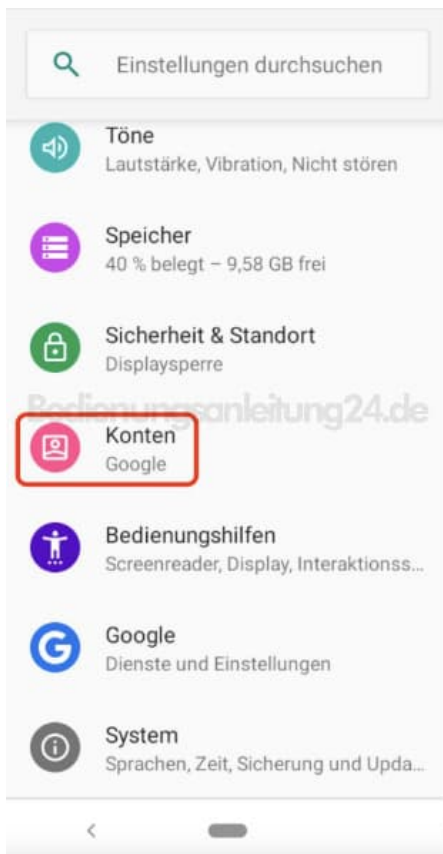 Einstellungen durchsuchen
Töne
Lautstärke, Vibration, Nicht stören
Speicher
40 % belegt – 9,58 GB frei
Sicherheit & Standort
Displaysperre
Bedienungsanleitung24.de
Konten
Google
Bedienungshilfen
Screenreader, Display, Interaktionss...
Google
Dienste und Einstellungen
System
Sprachen, Zeit, Sicherung und Upda...